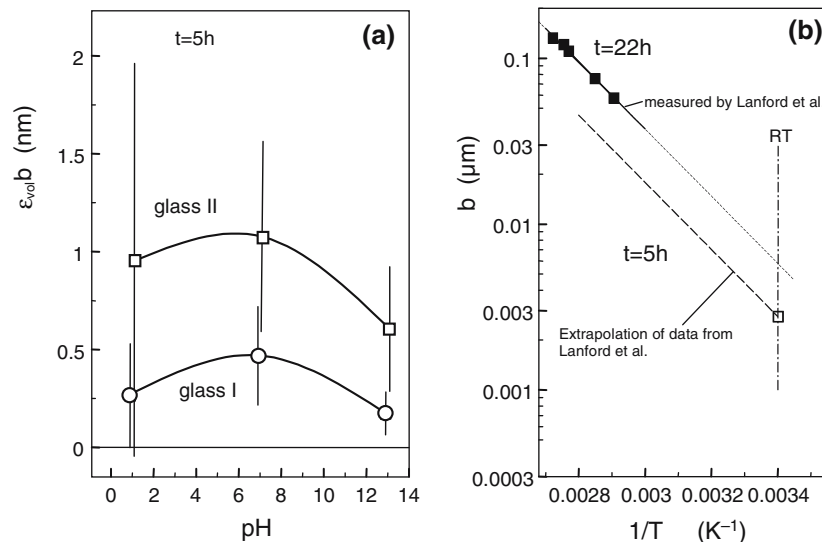 t=5h
(a)
2
1.5
1
0.5
0
ε_vol b (nm)
glass II
glass I
0 2 4 6 8 10 12 14
pH
(b)
t=22h
measured by Lanford et al
RT
t=5h
Extrapolation of data from
Lanford et al.
0.1
0.03
0.01
0.003
0.001
0.0003
b (μm)
0.0028 0.003 0.0032 0.0034
1/T (K⁻¹)